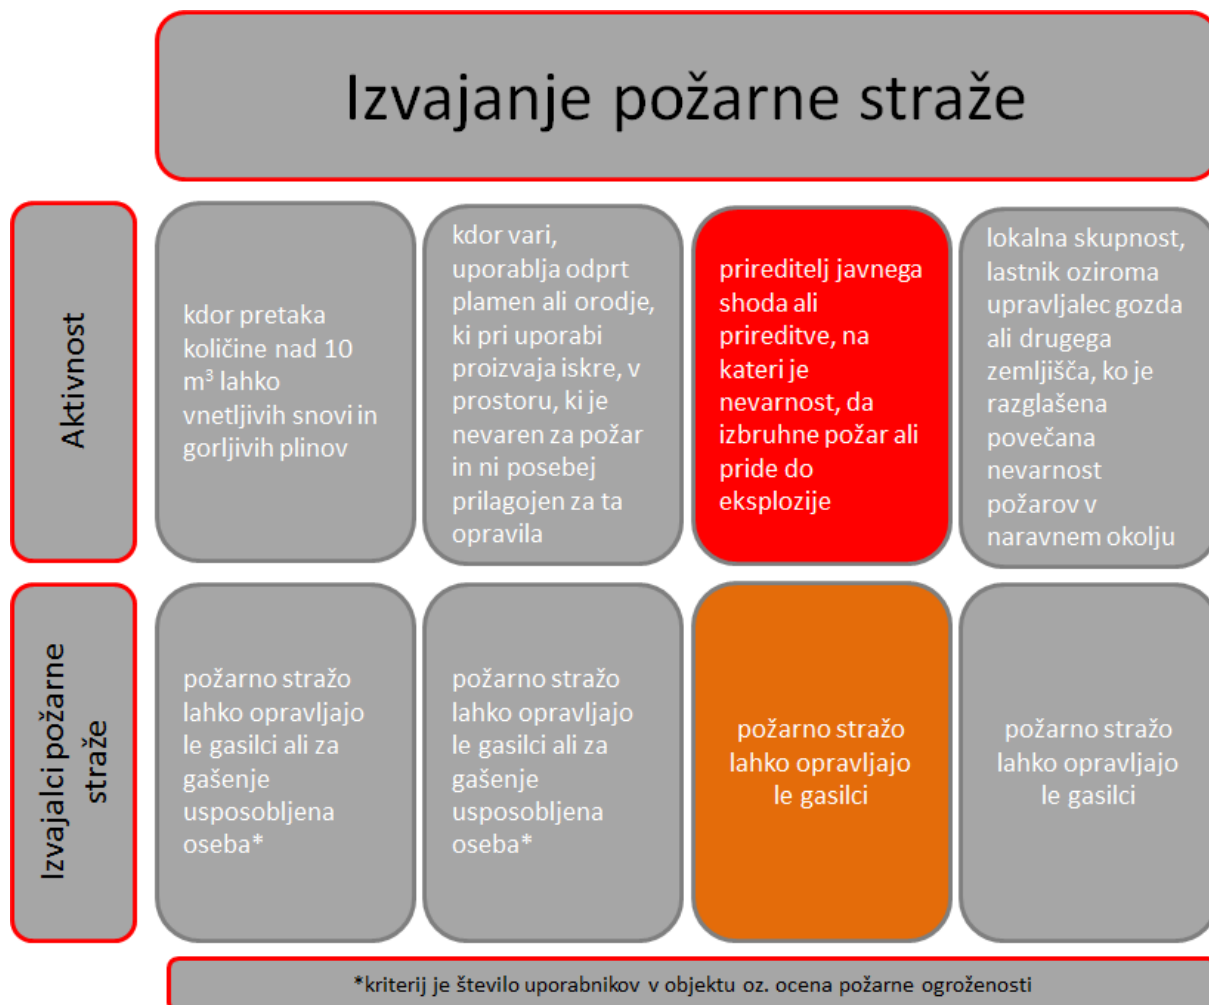 Izvajanje požarne straže
Aktivnost
kdor pretaka
količine nad 10
m³ lahko
vnetljivih snovi in
gorljivih plinov
kdor vari,
uporablja odprt
plamen ali orodje,
ki pri uporabi
proizvaja iskre, v
prostoru, ki je
nevaren za požar
in ni posebej
prilagojen za ta
opravila
prireditelj javnega
shoda ali
prireditve, na
kateri je
nevarnost, da
izbruhne požar ali
pride do
eksplozije
lokalna skupnost,
lastnik oziroma
upravljalec gozda
ali drugega
zemljišča, ko je
razglašena
povečana
nevarnost
požarov v
naravnem okolju
Izvajalci požarne
straže
požarno stražo
lahko opravljajo
le gasilci ali za
gašenje
usposobljena
oseba*
požarno stražo
lahko opravljajo
le gasilci ali za
gašenje
usposobljena
oseba*
požarno stražo
lahko opravljajo
le gasilci
požarno stražo
lahko opravljajo
le gasilci
*kriterij je število uporabnikov v objektu oz. ocena požarne ogroženosti